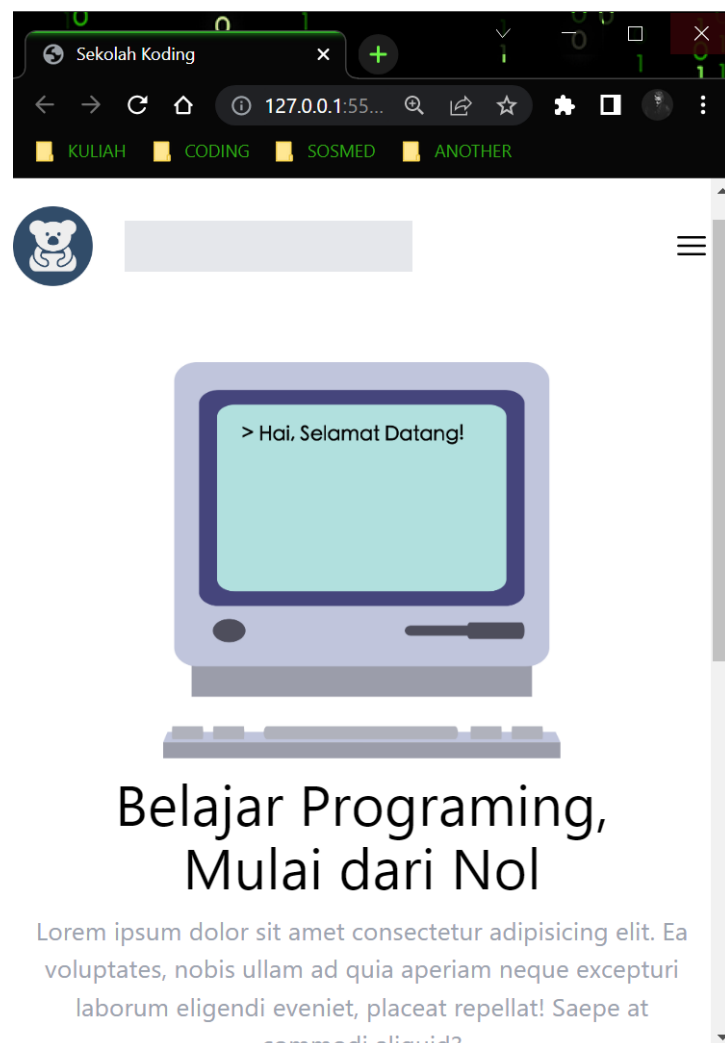 Sekolah Koding
127.0.0.1:55...
KULIAH CODING SOSMED ANOTHER
> Hai, Selamat Datang!
Belajar Programing,
Mulai dari Nol
Lorem ipsum dolor sit amet consectetur adipisicing elit. Ea
voluptates, nobis ullam ad quia aperiam neque excepturi
laborum eligendi eveniet, placeat repellat! Saepe at
commodi aliquid?